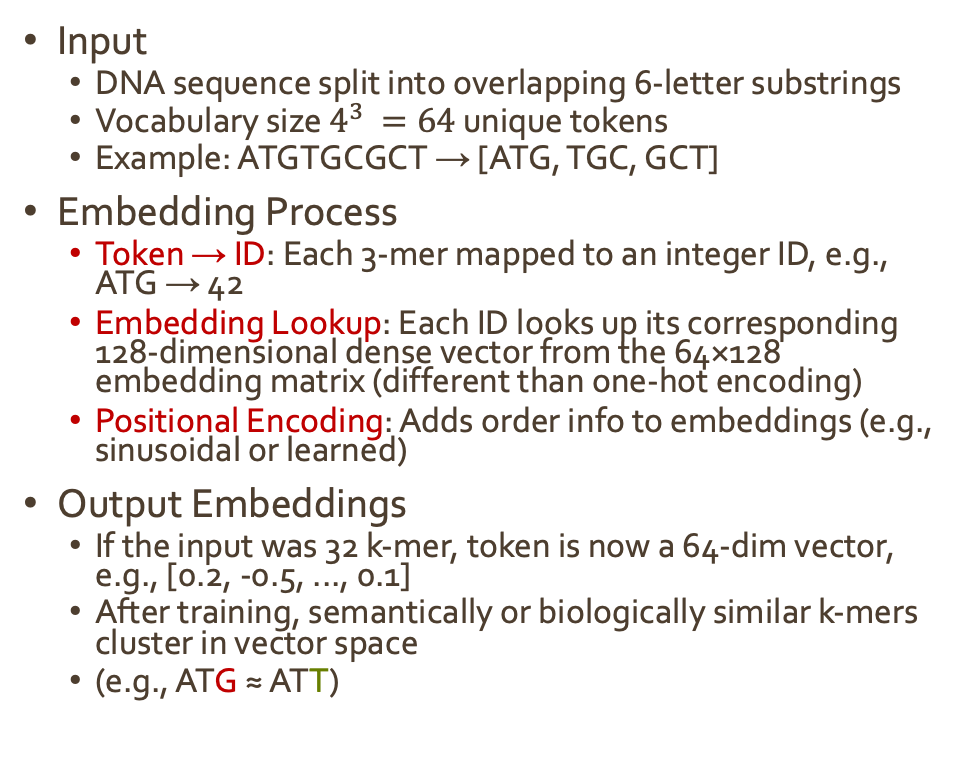 • Input
• DNA sequence split into overlapping 6-letter substrings
• Vocabulary size 4³ = 64 unique tokens
• Example: ATGTGCGCT → [ATG, TGC, GCT]
• Embedding Process
• Token → ID: Each 3-mer mapped to an integer ID, e.g.,
ATG → 42
• Embedding Lookup: Each ID looks up its corresponding
128-dimensional dense vector from the 64×128
embedding matrix (different than one-hot encoding)
• Positional Encoding: Adds order info to embeddings (e.g.,
sinusoidal or learned)
• Output Embeddings
• If the input was 32 k-mer, token is now a 64-dim vector,
e.g., [0.2, -0.5, ..., 0.1]
• After training, semantically or biologically similar k-mers
cluster in vector space
• (e.g., ATG ≈ ATT)